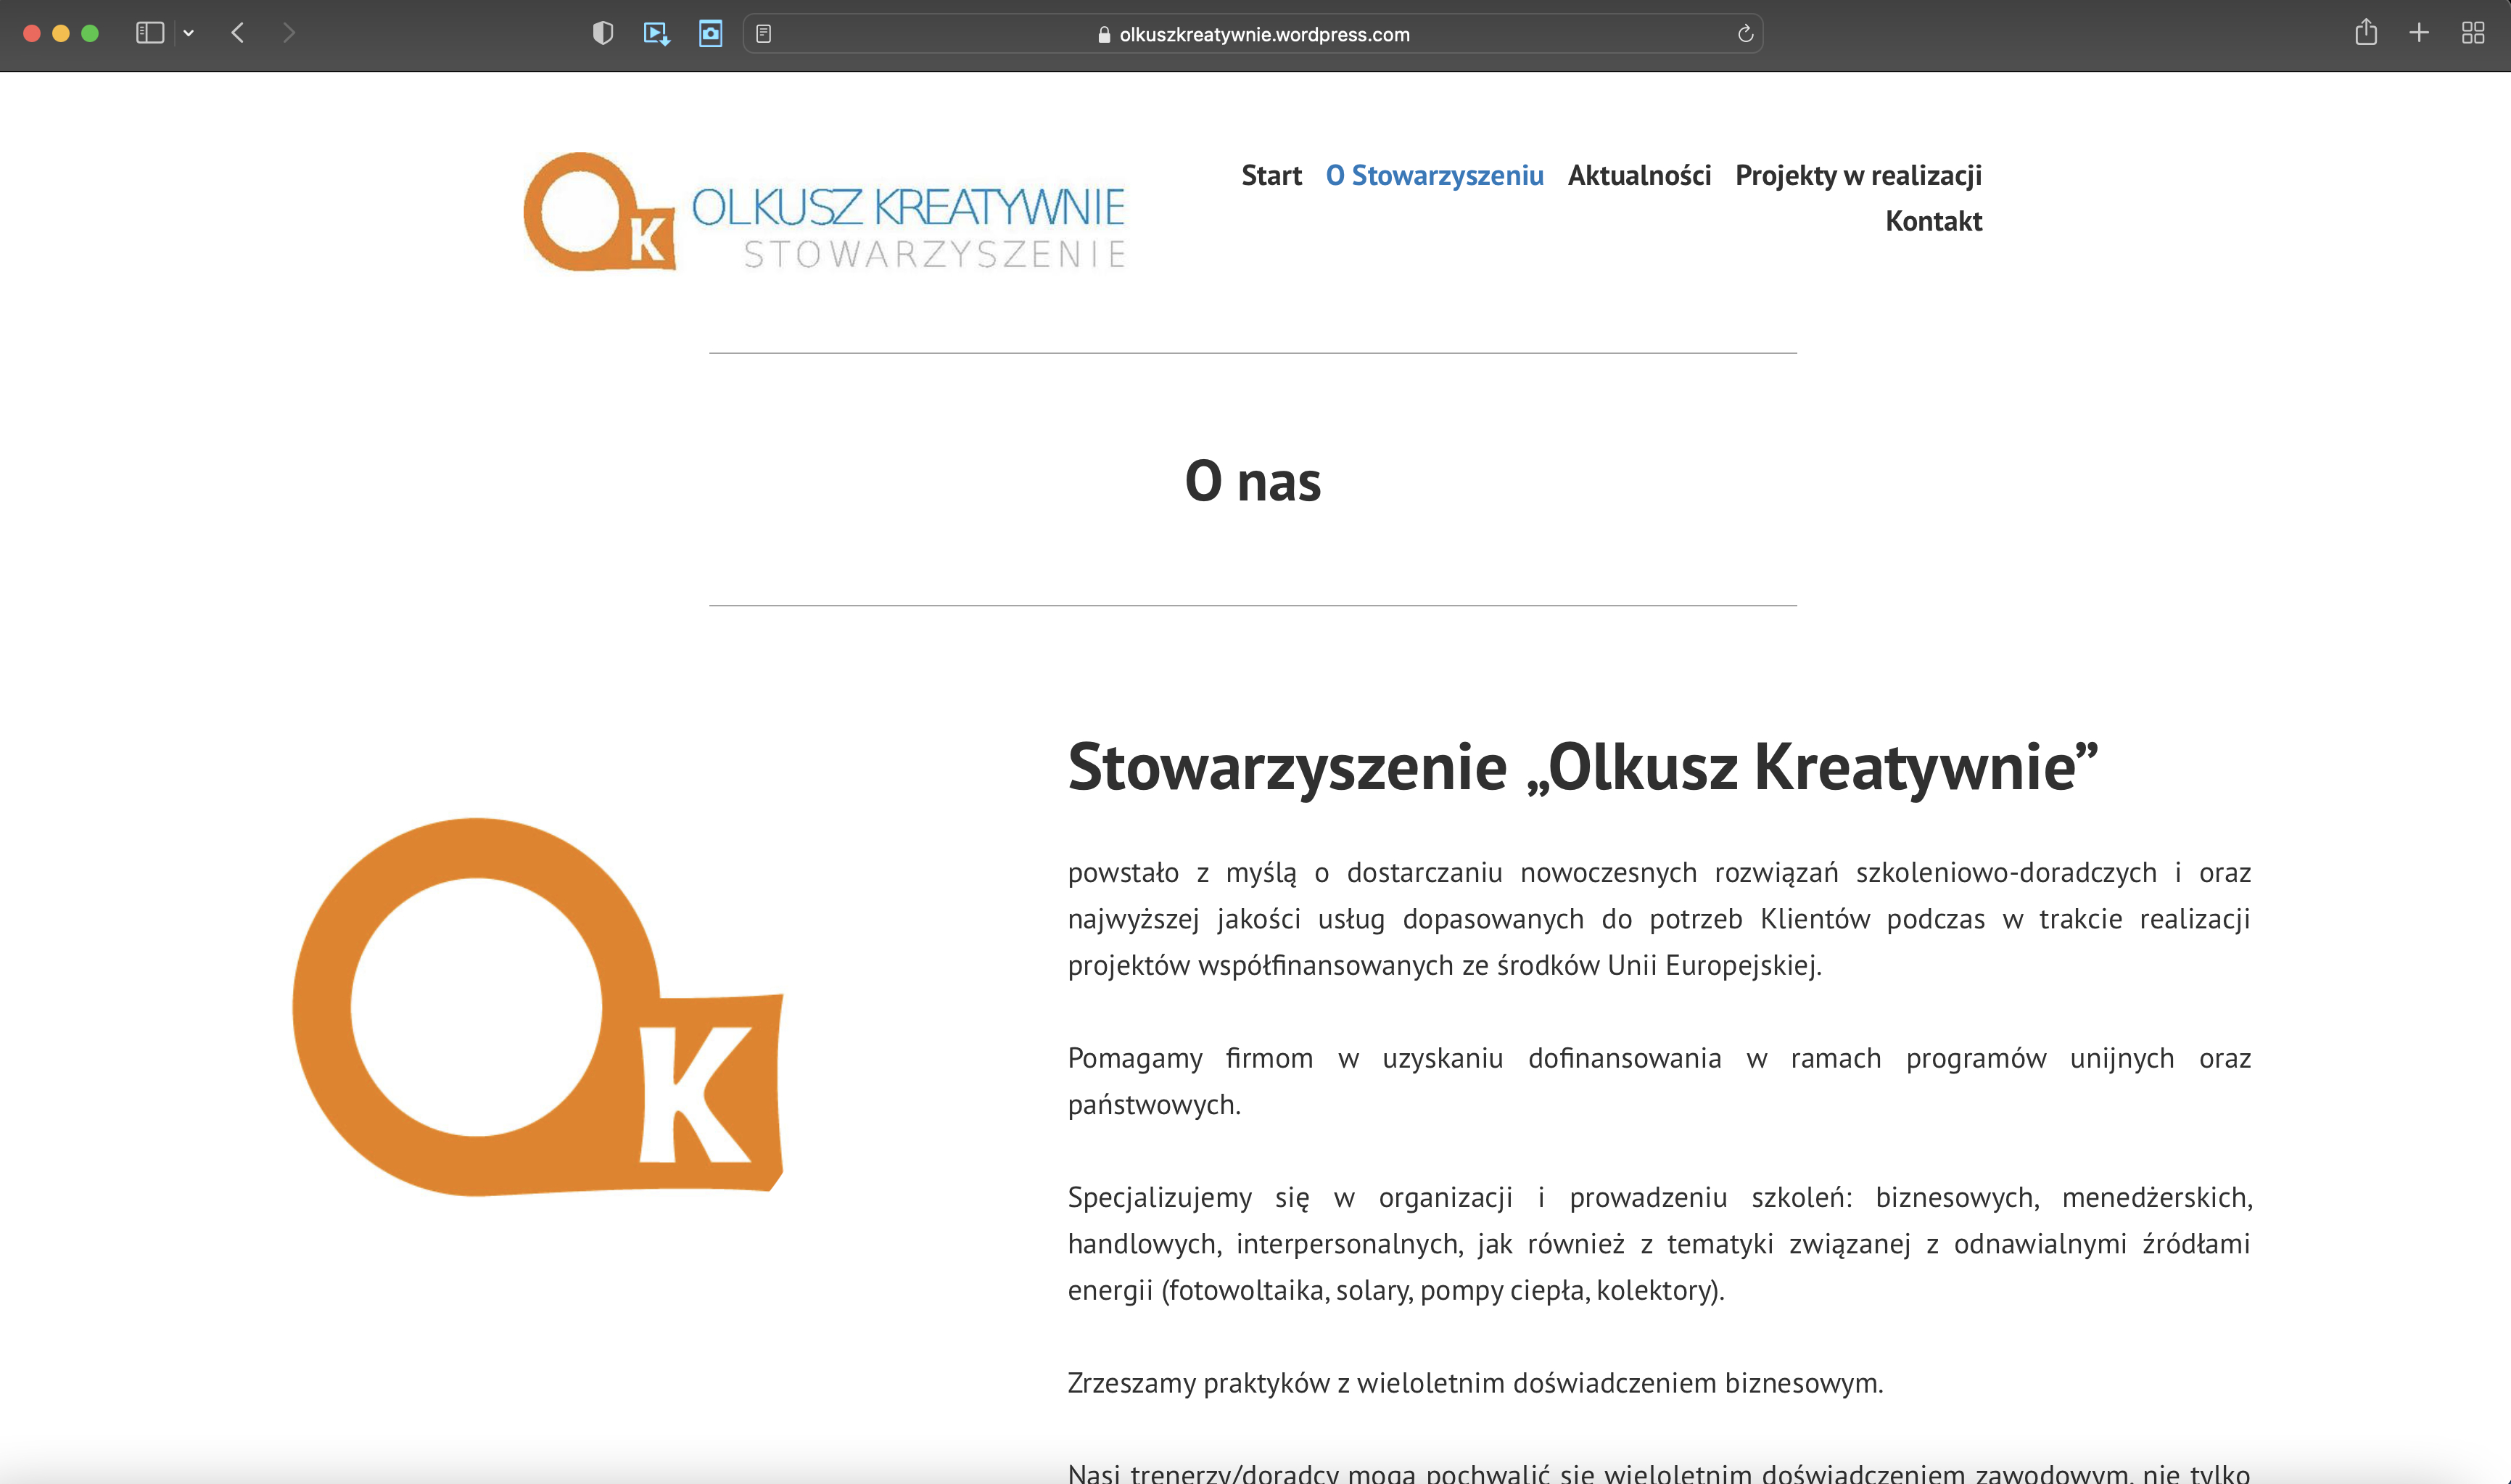 olkuszkreatywnie.wordpress.com
OK OLKUSZ KREATYWNIE
STOWARZYSZENIE
Start O Stowarzyszeniu Aktualności Projekty w realizacji
Kontakt
O nas
Stowarzyszenie „Olkusz Kreatywnie”
OK
powstało z myślą o dostarczaniu nowoczesnych rozwiązań szkoleniowo-doradczych i oraz
najwyższej jakości usług dopasowanych do potrzeb Klientów podczas w trakcie realizacji
projektów współfinansowanych ze środków Unii Europejskiej.
Pomagamy firmom w uzyskaniu dofinansowania w ramach programów unijnych oraz
państwowych.
Specjalizujemy się w organizacji i prowadzeniu szkoleń: biznesowych, menedżerskich,
handlowych, interpersonalnych, jak również z tematyki związanej z odnawialnymi źródłami
energii (fotowoltaika, solary, pompy ciepła, kolektory).
Zrzeszamy praktyków z wieloletnim doświadczeniem biznesowym.
Nasi trenerzy/doradcy mogą pochwalić się wieloletnim doświadczeniem zawodowym, nie tylko